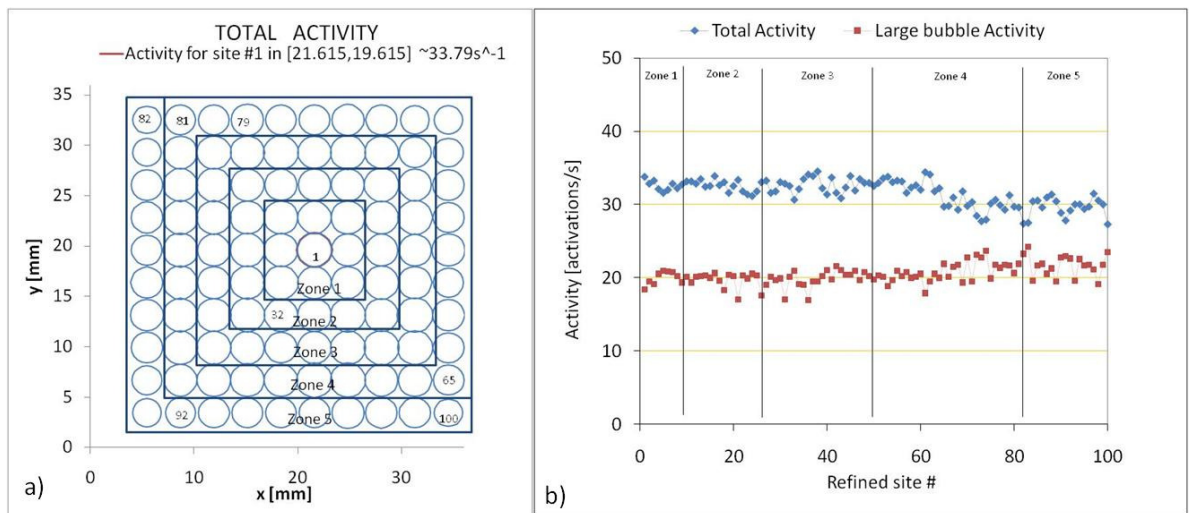 TOTAL ACTIVITY
Activity for site #1 in [21.615,19.615] ~33.79s^-1
35
30
25
20
15
10
5
0
y [mm]
82
81
79
1
Zone 1
32
Zone 2
Zone 3
65
Zone 4
92
Zone 5
100
0
10
20
30
x [mm]
a)
Total Activity
Large bubble Activity
50
40
30
20
10
0
Activity [activations/s]
Zone 1
Zone 2
Zone 3
Zone 4
Zone 5
0
20
40
60
80
100
Refined site #
b)